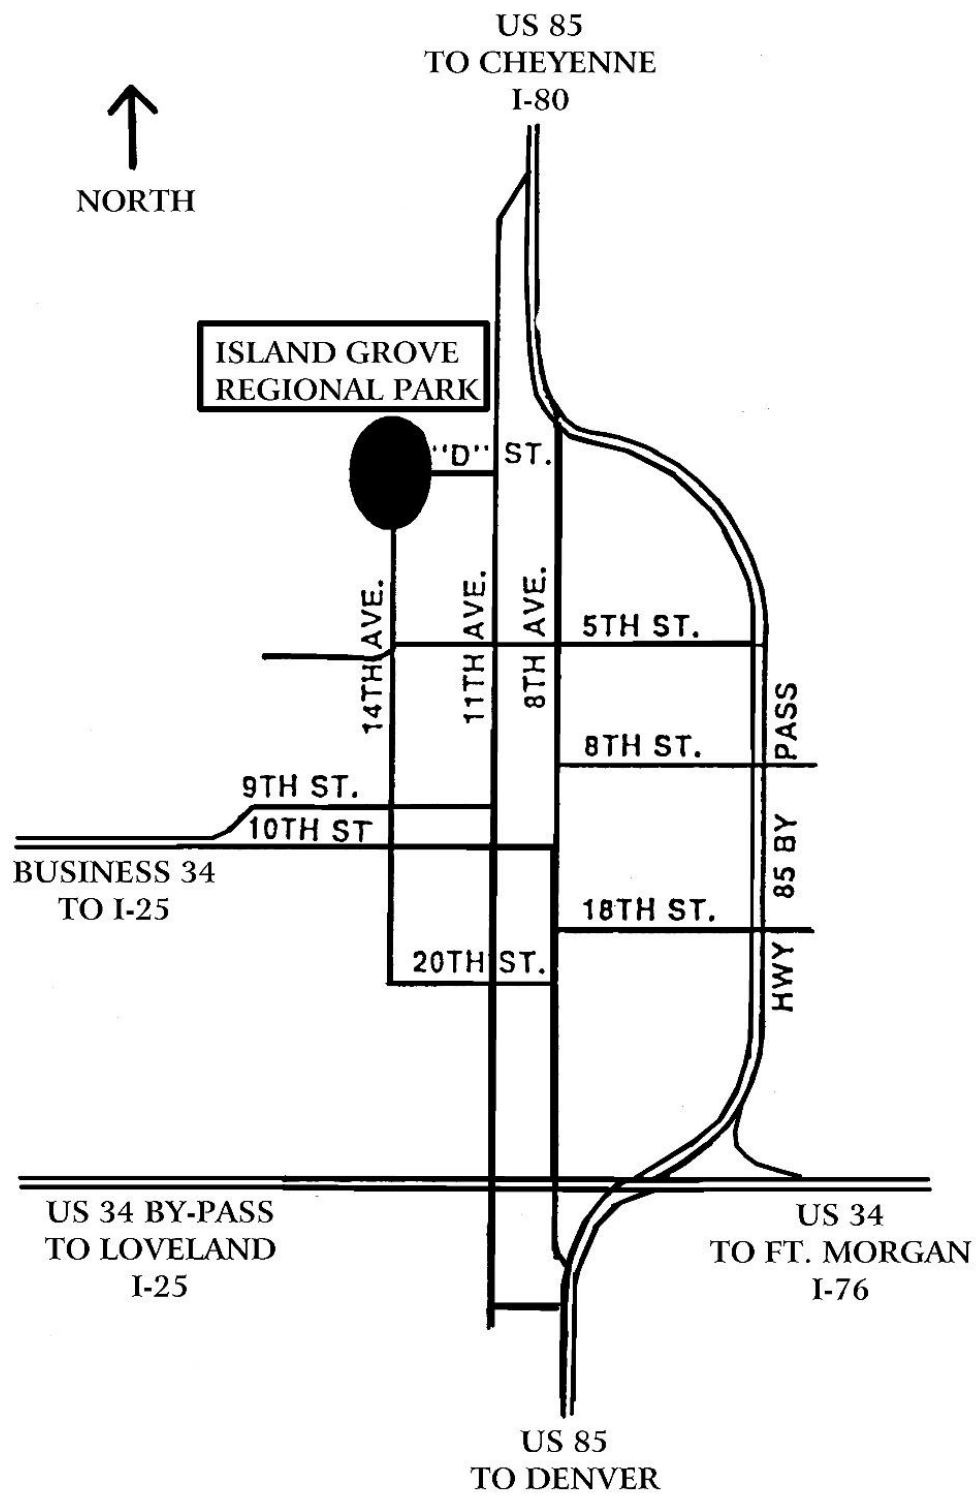 US 85
TO CHEYENNE
I-80
NORTH
ISLAND GROVE
REGIONAL PARK
"D" ST.
14TH AVE.
11TH AVE.
8TH AVE.
5TH ST.
8TH ST.
9TH ST.
10TH ST
BUSINESS 34
TO I-25
18TH ST.
20TH ST.
HWY 85 BY PASS
US 34 BY-PASS
TO LOVELAND
I-25
US 34
TO FT. MORGAN
I-76
US 85
TO DENVER